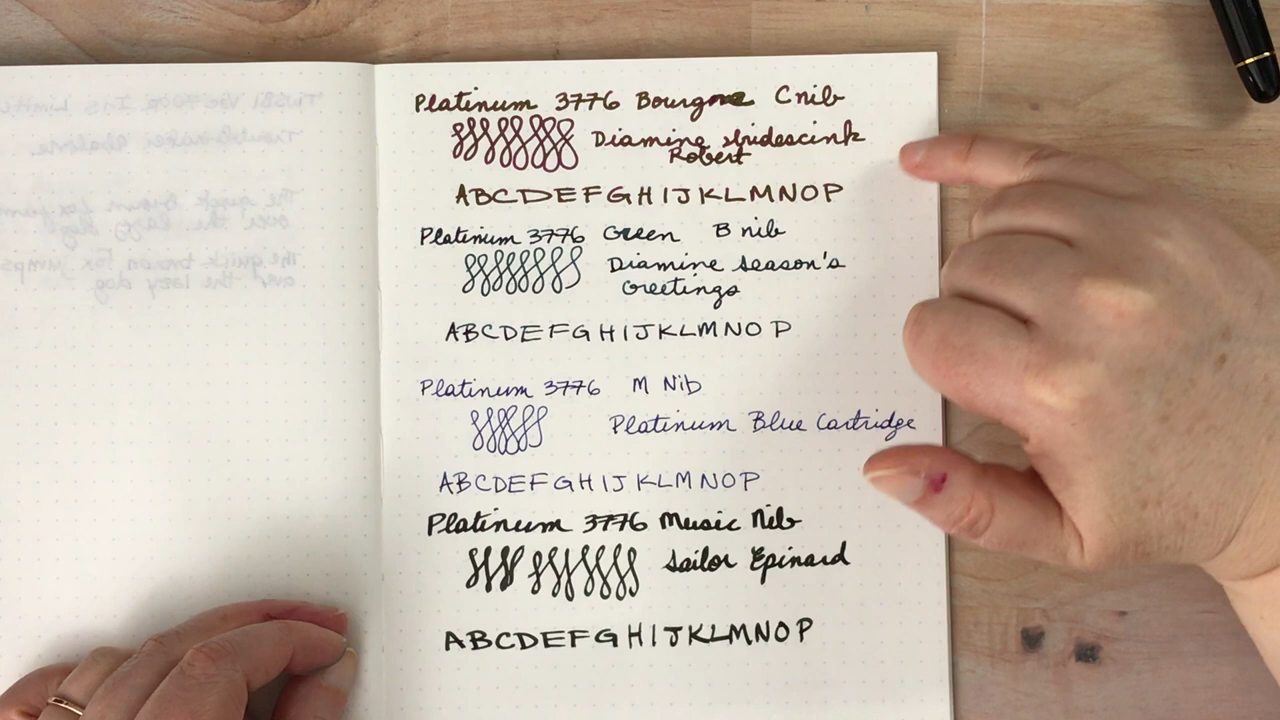 Platinum 3776 Bourgone C nib
Diamine Iridescink
Robert
ABCDEFGHIJKLMNOP
Platinum 3776 Green B nib
Diamine Season's
Greetings
ABCDEFGHIJKLMNOP
Platinum 3776 M Nib
Platinum Blue Cartridge
ABCDEFGHIJKLMNOP
Platinum 3776 Music Nib
Sailor Epinard
ABCDEFGHIJKLMNOP